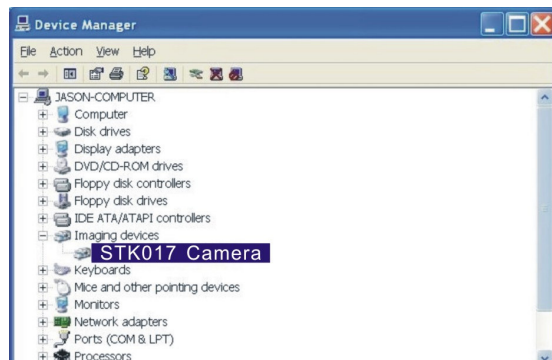 Device Manager
File Action View Help
JASON-COMPUTER
Computer
Disk drives
Display adapters
DVD/CD-ROM drives
Floppy disk controllers
Floppy disk drives
IDE ATA/ATAPI controllers
Imaging devices
STK017 Camera
Keyboards
Mice and other pointing devices
Monitors
Network adapters
Ports (COM & LPT)
Processors